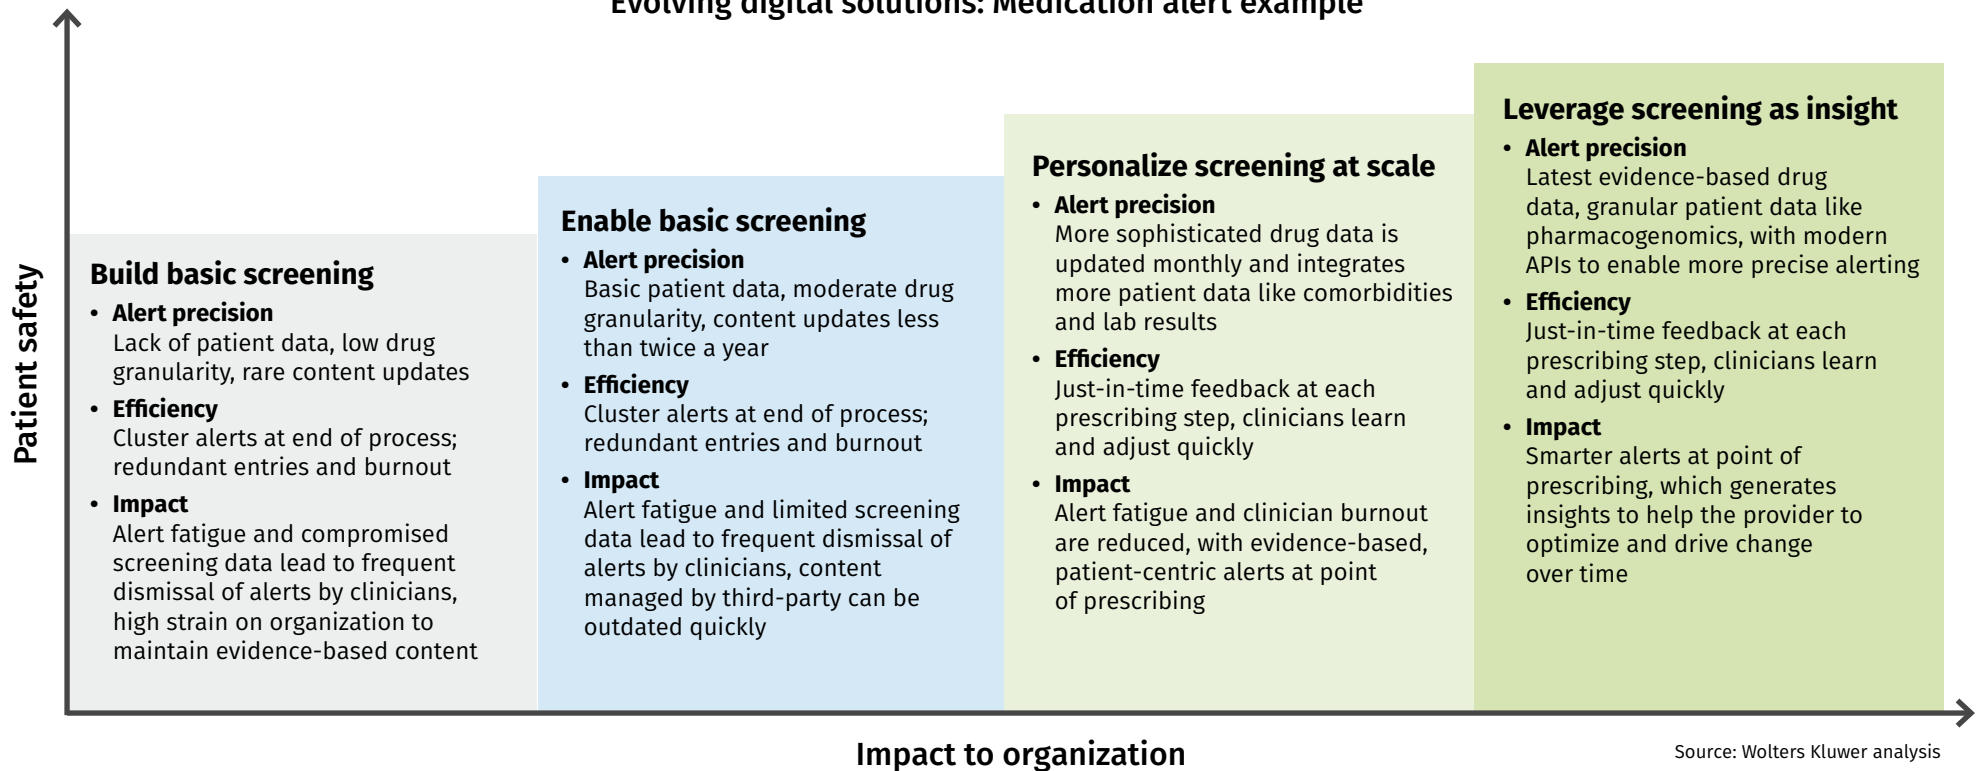 Evolving digital solutions: Medication alert example
Patient safety
Build basic screening
• Alert precision
Lack of patient data, low drug
granularity, rare content updates
• Efficiency
Cluster alerts at end of process;
redundant entries and burnout
• Impact
Alert fatigue and compromised
screening data lead to frequent
dismissal of alerts by clinicians,
high strain on organization to
maintain evidence-based content
Enable basic screening
• Alert precision
Basic patient data, moderate drug
granularity, content updates less
than twice a year
• Efficiency
Cluster alerts at end of process;
redundant entries and burnout
• Impact
Alert fatigue and limited screening
data lead to frequent dismissal of
alerts by clinicians, content
managed by third-party can be
outdated quickly
Personalize screening at scale
• Alert precision
More sophisticated drug data is
updated monthly and integrates
more patient data like comorbidities
and lab results
• Efficiency
Just-in-time feedback at each
prescribing step, clinicians learn
and adjust quickly
• Impact
Alert fatigue and clinician burnout
are reduced, with evidence-based,
patient-centric alerts at point
of prescribing
Leverage screening as insight
• Alert precision
Latest evidence-based drug
data, granular patient data like
pharmacogenomics, with modern
APIs to enable more precise alerting
• Efficiency
Just-in-time feedback at each
prescribing step, clinicians learn
and adjust quickly
• Impact
Smarter alerts at point of
prescribing, which generates
insights to help the provider to
optimize and drive change
over time
Impact to organization
Source: Wolters Kluwer analysis